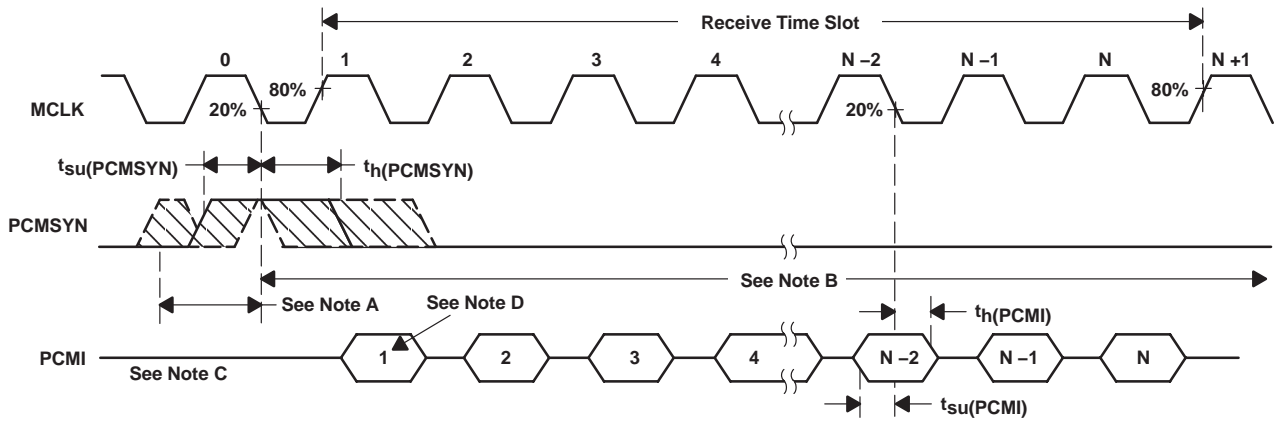 Receive Time Slot
0 1 2 3 4 N –2 N –1 N N +1
80% 80%
MCLK 20% 20%
tsu(PCMSYN) th(PCMSYN)
PCMSYN
See Note B
See Note A See Note D th(PCMI)
PCMI 1 2 3 4 N –2 N –1 N
See Note C
tsu(PCMI)